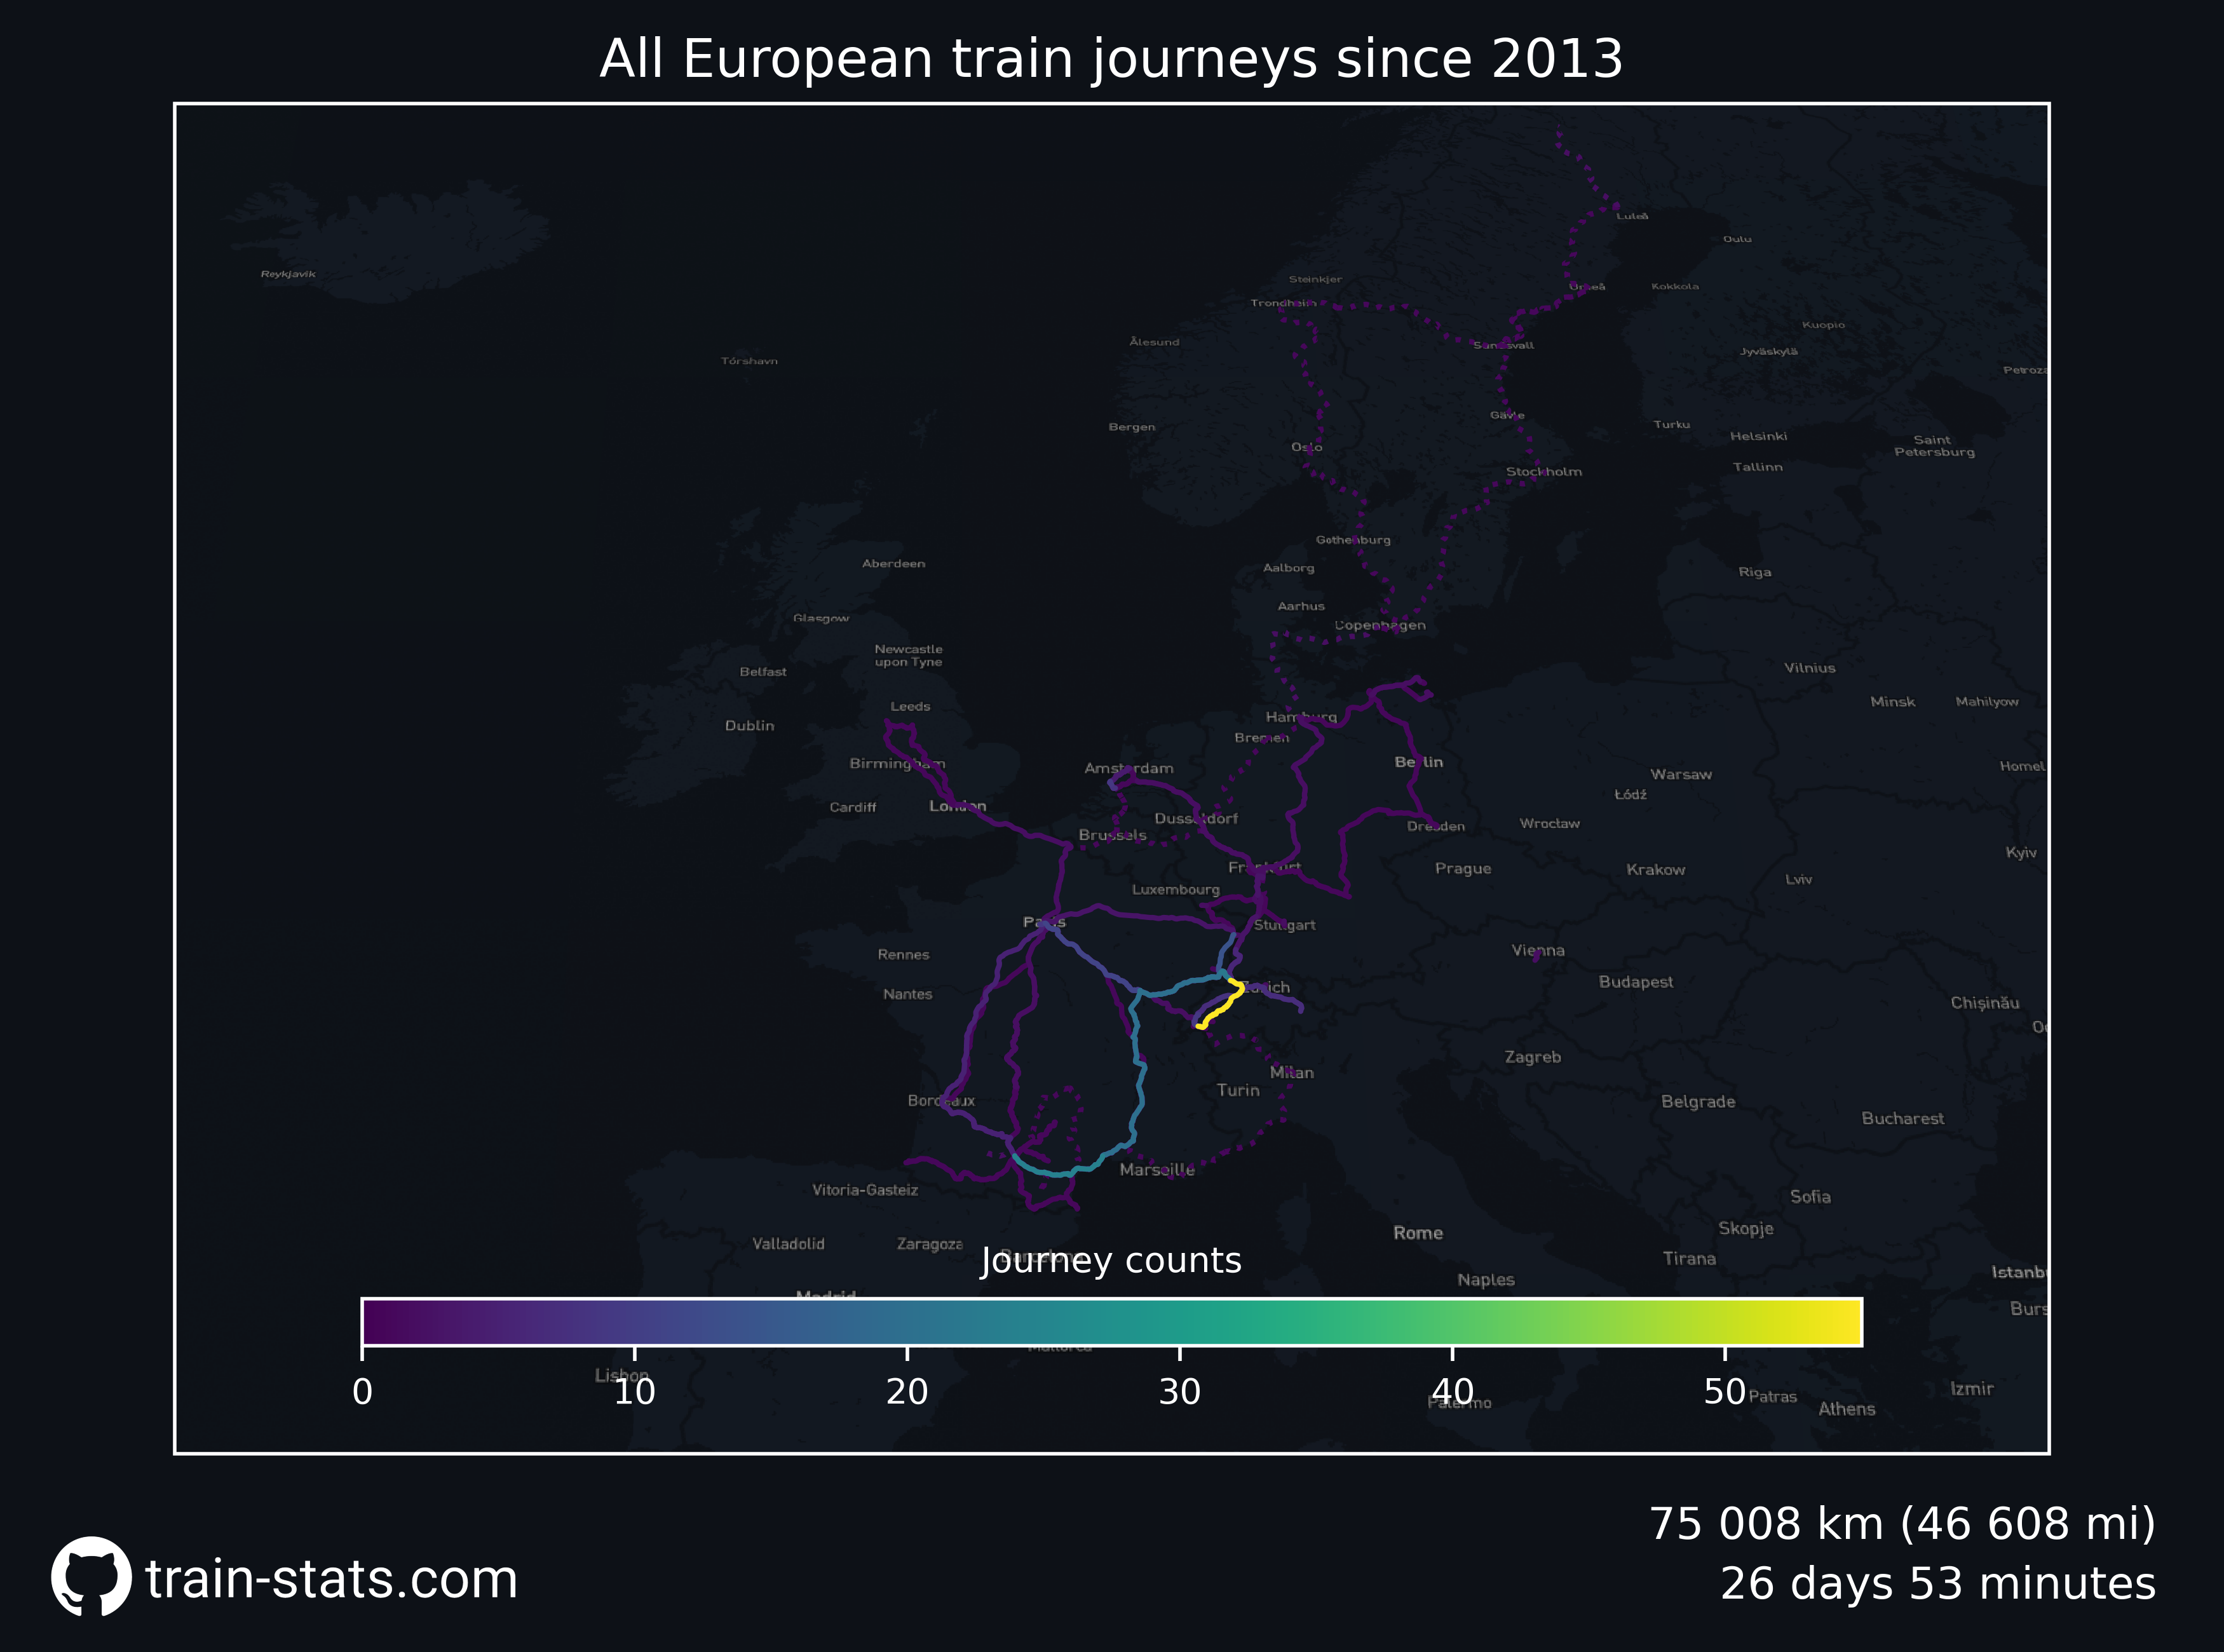 All European train journeys since 2013
Luleå
Oulu
Reykjavik
Steinkjer
Umeå
Kokkola
Trondheim
Kuopio
Ålesund
Sundsvall
Jyväskylä
Tórshavn
Petroza
Gävle
Bergen
Turku
Helsinki
Saint
Petersburg
Oslo
Tallinn
Stockholm
Gothenburg
Aberdeen
Aalborg
Riga
Aarhus
Glasgow
Copenhagen
Newcastle
upon Tyne
Belfast
Vilnius
Minsk
Mahilyow
Leeds
Hamburg
Dublin
Bremen
Birmingham
Amsterdam
Berlin
Warsaw
Homel
Łódź
Cardiff
London
Dusseldorf
Dresden
Wrocław
Brussels
Kyiv
Frankfurt
Prague
Krakow
Lviv
Luxembourg
Paris
Stuttgart
Rennes
Vienna
Budapest
Zurich
Nantes
Chișinău
Zagreb
Milan
Turin
Bordeaux
Belgrade
Bucharest
Marseille
Vitoria-Gasteiz
Sofia
Skopje
Rome
Valladolid
Zaragoza
Barcelona
Journey counts
Tirana
Istanbu
Naples
Madrid
Burs
Mallorca
Lisbon
0 10 20 30 40 50
Palermo
Patras
Athens
Izmir
75 008 km (46 608 mi)
train-stats.com
26 days 53 minutes